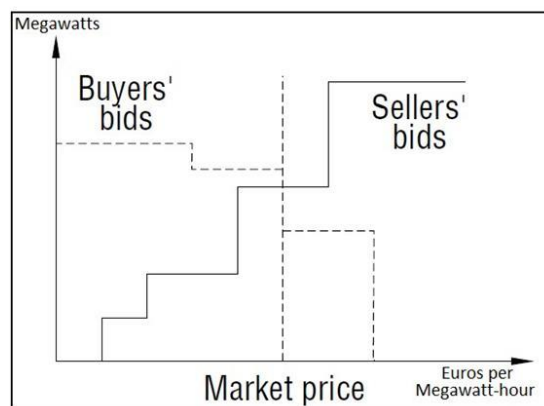 Megawatts
Buyers'
bids
Sellers'
bids
Market price
Euros per
Megawatt-hour